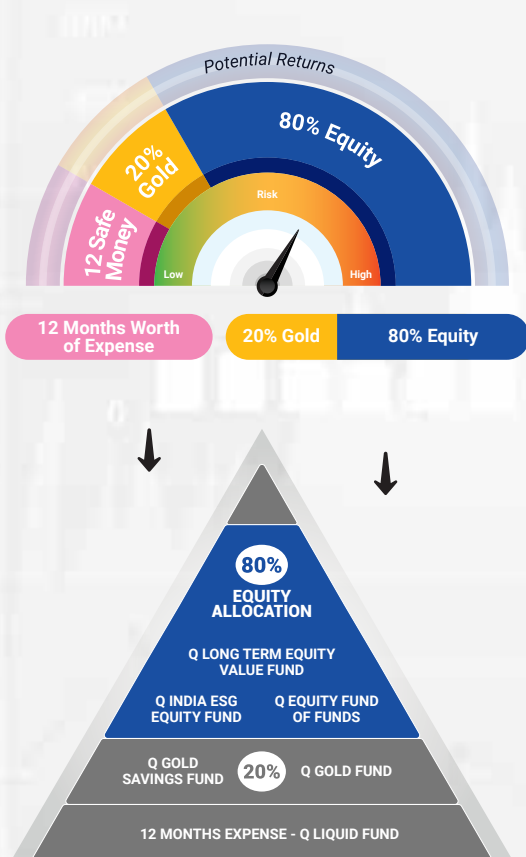 Potential Returns
80% Equity
20%
Gold
12 Safe
Money
Risk
Low
High
12 Months Worth
of Expense
20% Gold
80% Equity
80%
EQUITY
ALLOCATION
Q LONG TERM EQUITY
VALUE FUND
Q INDIA ESG
EQUITY FUND
Q EQUITY FUND
OF FUNDS
Q GOLD
SAVINGS FUND
20%
Q GOLD FUND
12 MONTHS EXPENSE - Q LIQUID FUND